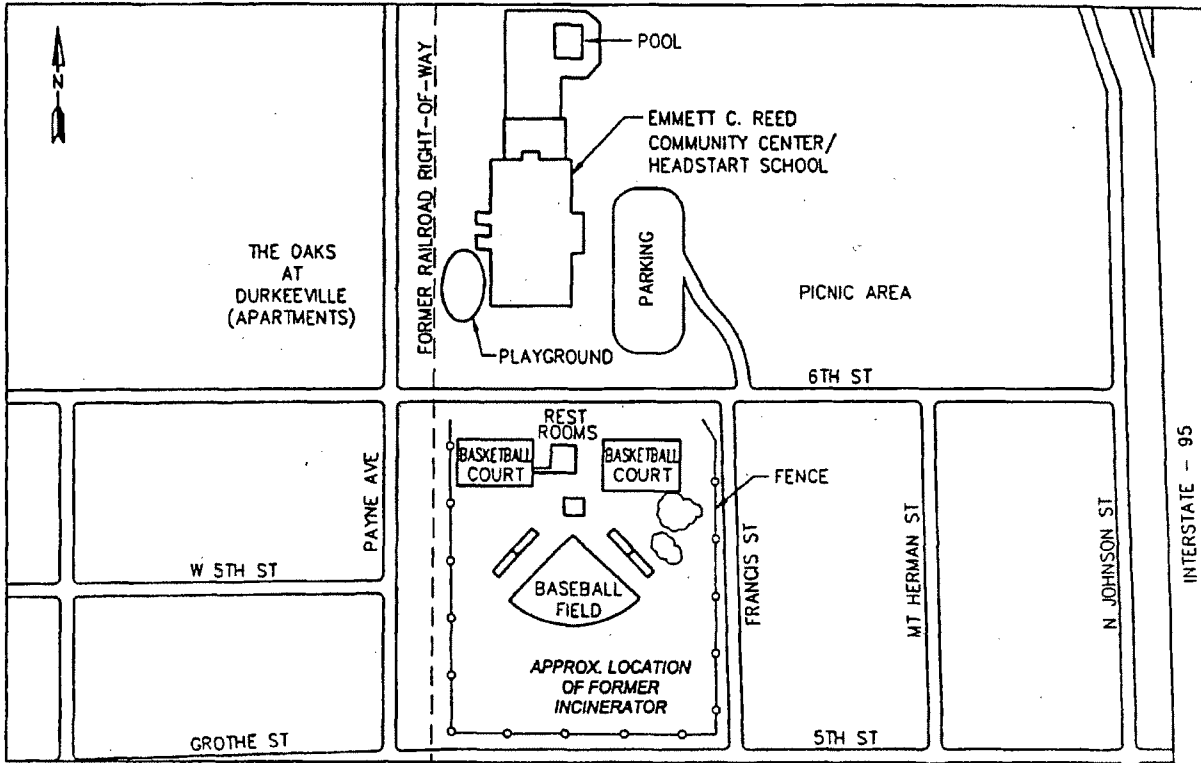 N
POOL
EMMETT C. REED
COMMUNITY CENTER/
HEADSTART SCHOOL
FORMER RAILROAD RIGHT-OF-WAY
THE OAKS
AT
DURKEEVILLE
(APARTMENTS)
PARKING
PICNIC AREA
PLAYGROUND
6TH ST
REST
ROOMS
BASKETBALL
COURT
BASKETBALL
COURT
FENCE
PAYNE AVE
W 5TH ST
BASEBALL
FIELD
FRANCIS ST
MT HERMAN ST
N JOHNSON ST
INTERSTATE - 95
APPROX. LOCATION
OF FORMER
INCINERATOR
GROTHE ST
5TH ST